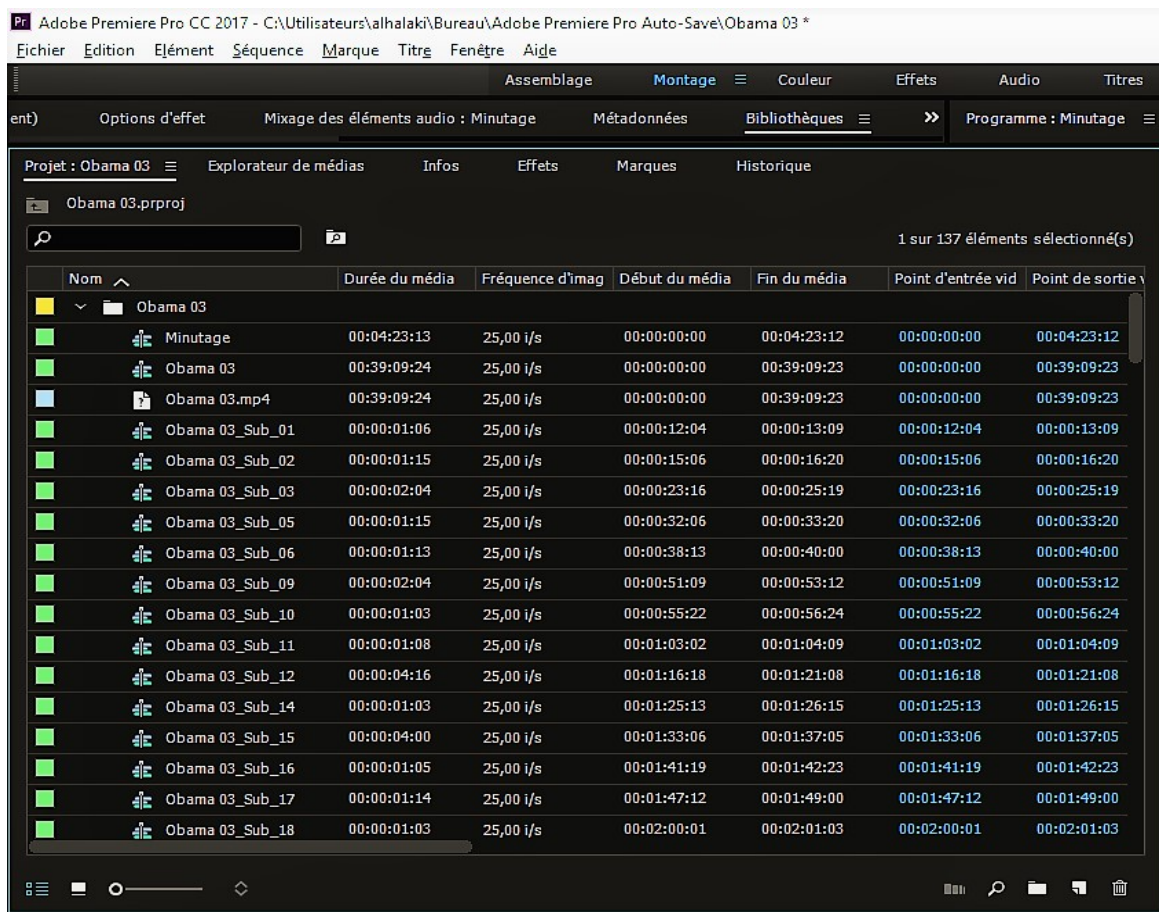 Pr Adobe Premiere Pro CC 2017 - C:\Utilisateurs\alhalaki\Bureau\Adobe Premiere Pro Auto-Save\Obama 03 *
Fichier Edition Elément Séquence Marque Titre Fenêtre Aide
Assemblage Montage Couleur Effets Audio Titres
ent) Options d'effet Mixage des éléments audio : Minutage Métadonnées Bibliothèques >> Programme : Minutage
Projet : Obama 03 Explorateur de médias Infos Effets Marques Historique
Obama 03.prproj
1 sur 137 éléments sélectionné(s)
Nom Durée du média Fréquence d'imag Début du média Fin du média Point d'entrée vid Point de sortie v
Obama 03
Minutage 00:04:23:13 25,00 i/s 00:00:00:00 00:04:23:12 00:00:00:00 00:04:23:12
Obama 03 00:39:09:24 25,00 i/s 00:00:00:00 00:39:09:23 00:00:00:00 00:39:09:23
Obama 03.mp4 00:39:09:24 25,00 i/s 00:00:00:00 00:39:09:23 00:00:00:00 00:39:09:23
Obama 03_Sub_01 00:00:01:06 25,00 i/s 00:00:12:04 00:00:13:09 00:00:12:04 00:00:13:09
Obama 03_Sub_02 00:00:01:15 25,00 i/s 00:00:15:06 00:00:16:20 00:00:15:06 00:00:16:20
Obama 03_Sub_03 00:00:02:04 25,00 i/s 00:00:23:16 00:00:25:19 00:00:23:16 00:00:25:19
Obama 03_Sub_05 00:00:01:15 25,00 i/s 00:00:32:06 00:00:33:20 00:00:32:06 00:00:33:20
Obama 03_Sub_06 00:00:01:13 25,00 i/s 00:00:38:13 00:00:40:00 00:00:38:13 00:00:40:00
Obama 03_Sub_09 00:00:02:04 25,00 i/s 00:00:51:09 00:00:53:12 00:00:51:09 00:00:53:12
Obama 03_Sub_10 00:00:01:03 25,00 i/s 00:00:55:22 00:00:56:24 00:00:55:22 00:00:56:24
Obama 03_Sub_11 00:00:01:08 25,00 i/s 00:01:03:02 00:01:04:09 00:01:03:02 00:01:04:09
Obama 03_Sub_12 00:00:04:16 25,00 i/s 00:01:16:18 00:01:21:08 00:01:16:18 00:01:21:08
Obama 03_Sub_14 00:00:01:03 25,00 i/s 00:01:25:13 00:01:26:15 00:01:25:13 00:01:26:15
Obama 03_Sub_15 00:00:04:00 25,00 i/s 00:01:33:06 00:01:37:05 00:01:33:06 00:01:37:05
Obama 03_Sub_16 00:00:01:05 25,00 i/s 00:01:41:19 00:01:42:23 00:01:41:19 00:01:42:23
Obama 03_Sub_17 00:00:01:14 25,00 i/s 00:01:47:12 00:01:49:00 00:01:47:12 00:01:49:00
Obama 03_Sub_18 00:00:01:03 25,00 i/s 00:02:00:01 00:02:01:03 00:02:00:01 00:02:01:03